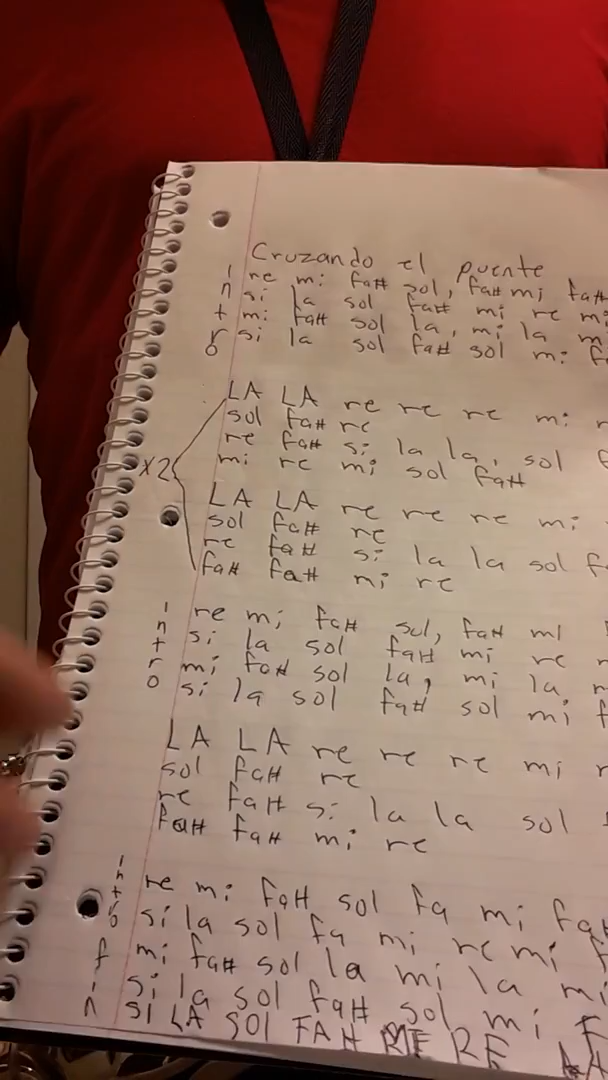 Cruzando el puente
intro
re mi fa# sol, fa# mi fa#
si la sol fa# mi re mi
mi fa# sol la, mi la m
si la sol fa# sol mi f
x2
LA LA re re re mi r
sol fa# re
re fa# si la la, sol f
mi re mi sol fa#
LA LA re re re mi
sol fa# re
re fa# si la la sol fa
fa# fa# mi re
intro
re mi fa# sol, fa# mi
si la sol fa# mi re m
mi fa# sol la, mi la, m
si la sol fa# sol mi f
LA LA re re re mi r
sol fa# re
re fa# si la la sol
fa# fa# mi re
intro
re mi fa# sol fa mi fa#
si la sol fa mi re mi f
fin
mi fa# sol la mi la mi
si la sol fa# sol mi F
SI LA SOL FA# RE